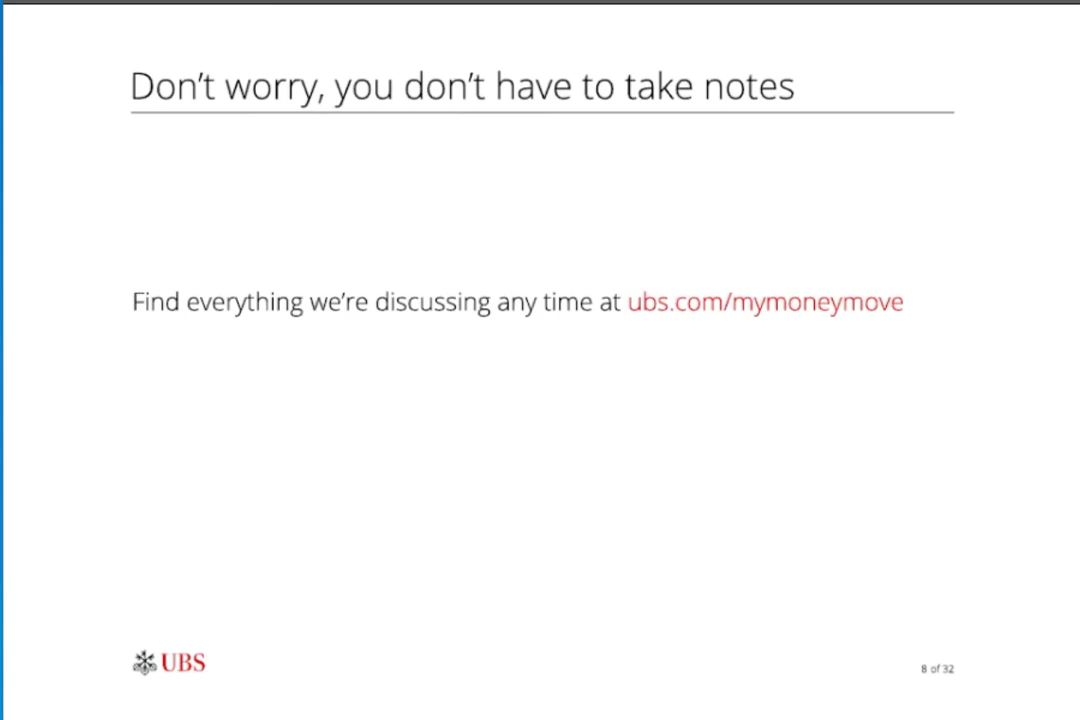 Don’t worry, you don’t have to take notes
Find everything we’re discussing any time at ubs.com/mymoneymove
UBS
8 of 32